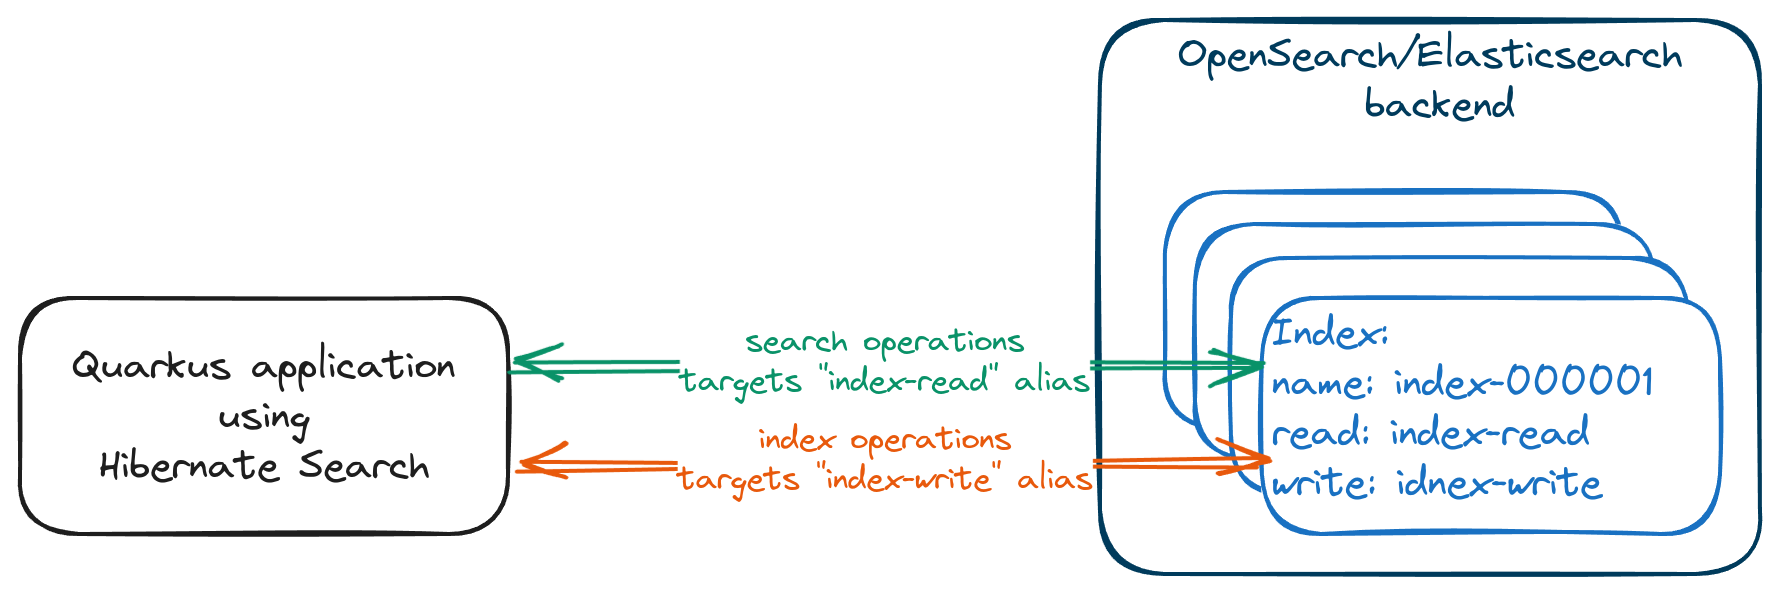 OpenSearch/Elasticsearch
backend
Quarkus application
using
Hibernate Search
search operations
targets "index-read" alias
index operations
targets "index-write" alias
Index:
name: index-000001
read: index-read
write: idnex-write